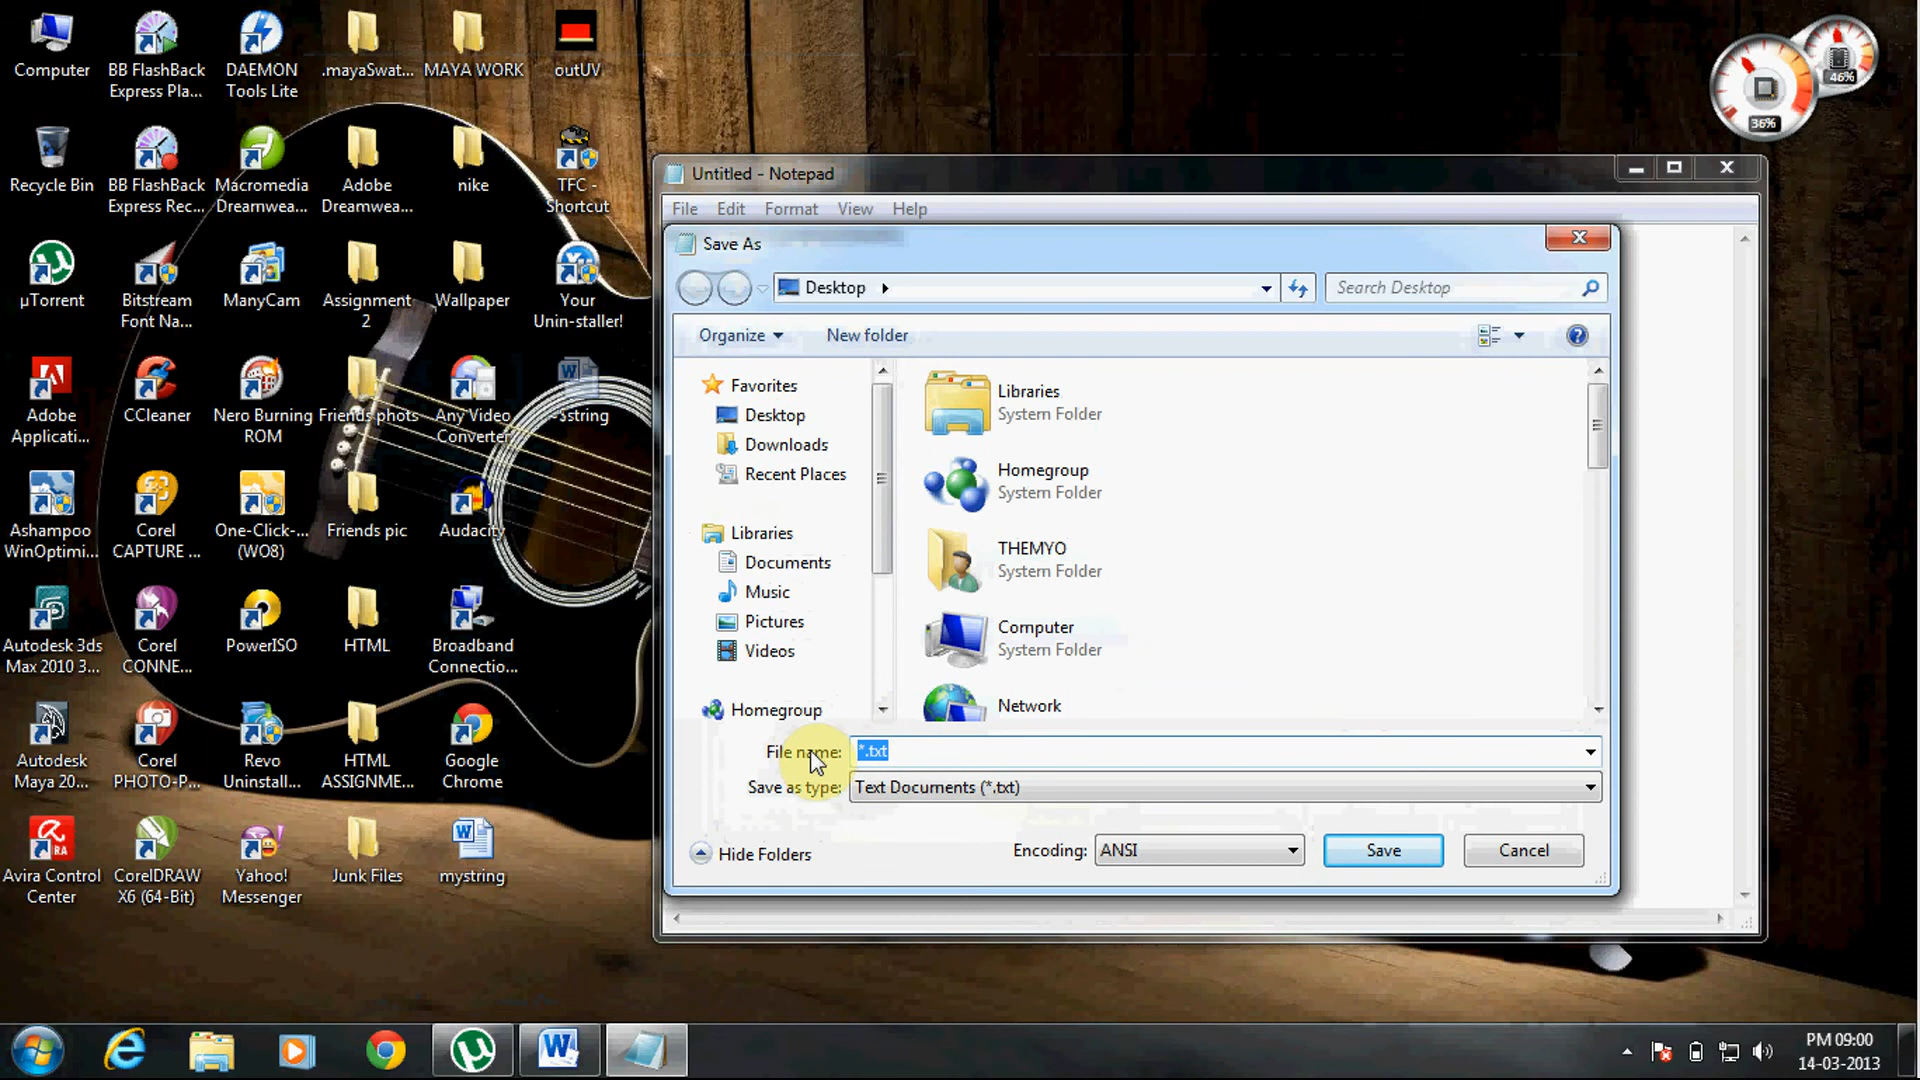 Computer
BB FlashBack
Express Pla...
DAEMON
Tools Lite
.mayaSwat...
MAYA WORK
outUV
Recycle Bin
BB FlashBack
Express Rec...
Macromedia
Dreamwea...
Adobe
Dreamwea...
nike
TFC -
Shortcut
µTorrent
Bitstream
Font Na...
ManyCam
Assignment
2
Wallpaper
Your
Unin-staller!
Adobe
Applicati...
CCleaner
Nero Burning
ROM
Friends phots
Any Video
Converter
Ashampoo
WinOptimi...
Corel
CAPTURE ...
One-Click-...
(WO8)
Friends pic
Audacity
Autodesk 3ds
Max 2010 3...
Corel
CONNE...
PowerISO
HTML
Broadband
Connectio...
Autodesk
Maya 20...
Corel
PHOTO-P...
Revo
Uninstall...
HTML
ASSIGNME...
Google
Chrome
Avira Control
Center
CorelDRAW
X6 (64-Bit)
Yahoo!
Messenger
Junk Files
mystring
46%
36%
Untitled - Notepad
File Edit Format View Help
Save As
Desktop
Search Desktop
Organize
New folder
Favorites
Desktop
Downloads
Recent Places
Libraries
Documents
Music
Pictures
Videos
Homegroup
Libraries
System Folder
Homegroup
System Folder
THEMYO
System Folder
Computer
System Folder
Network
File name: *.txt
Save as type: Text Documents (*.txt)
Hide Folders
Encoding: ANSI
Save
Cancel
PM 09:00
14-03-2013